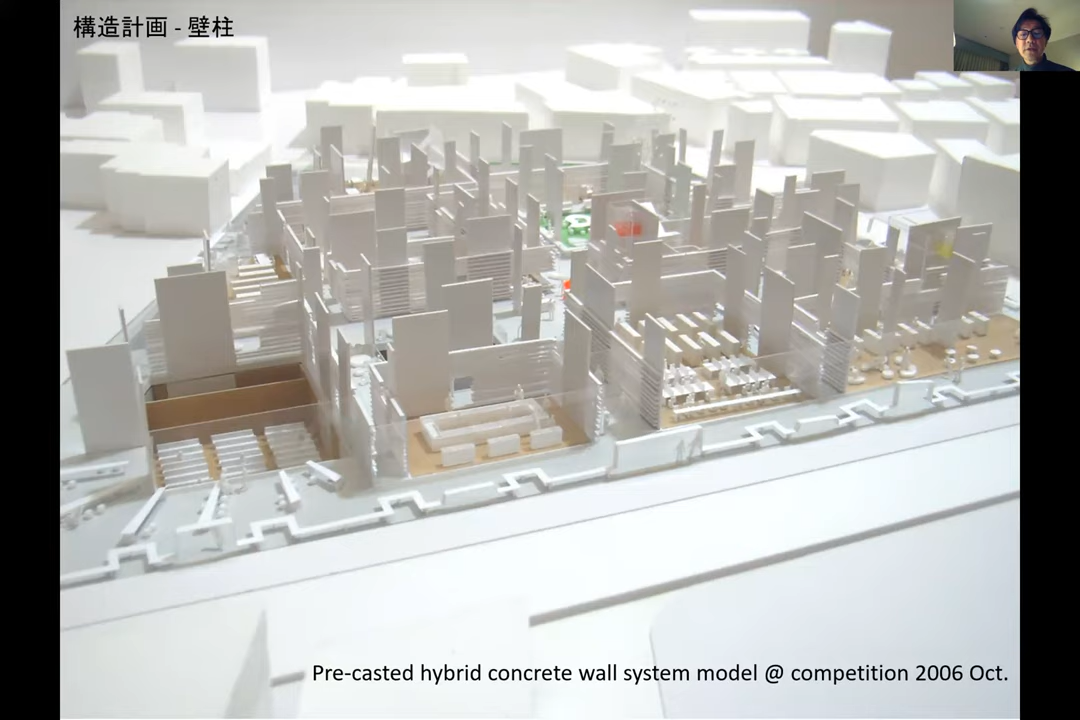 構造計画 - 壁柱
Pre-casted hybrid concrete wall system model @ competition 2006 Oct.